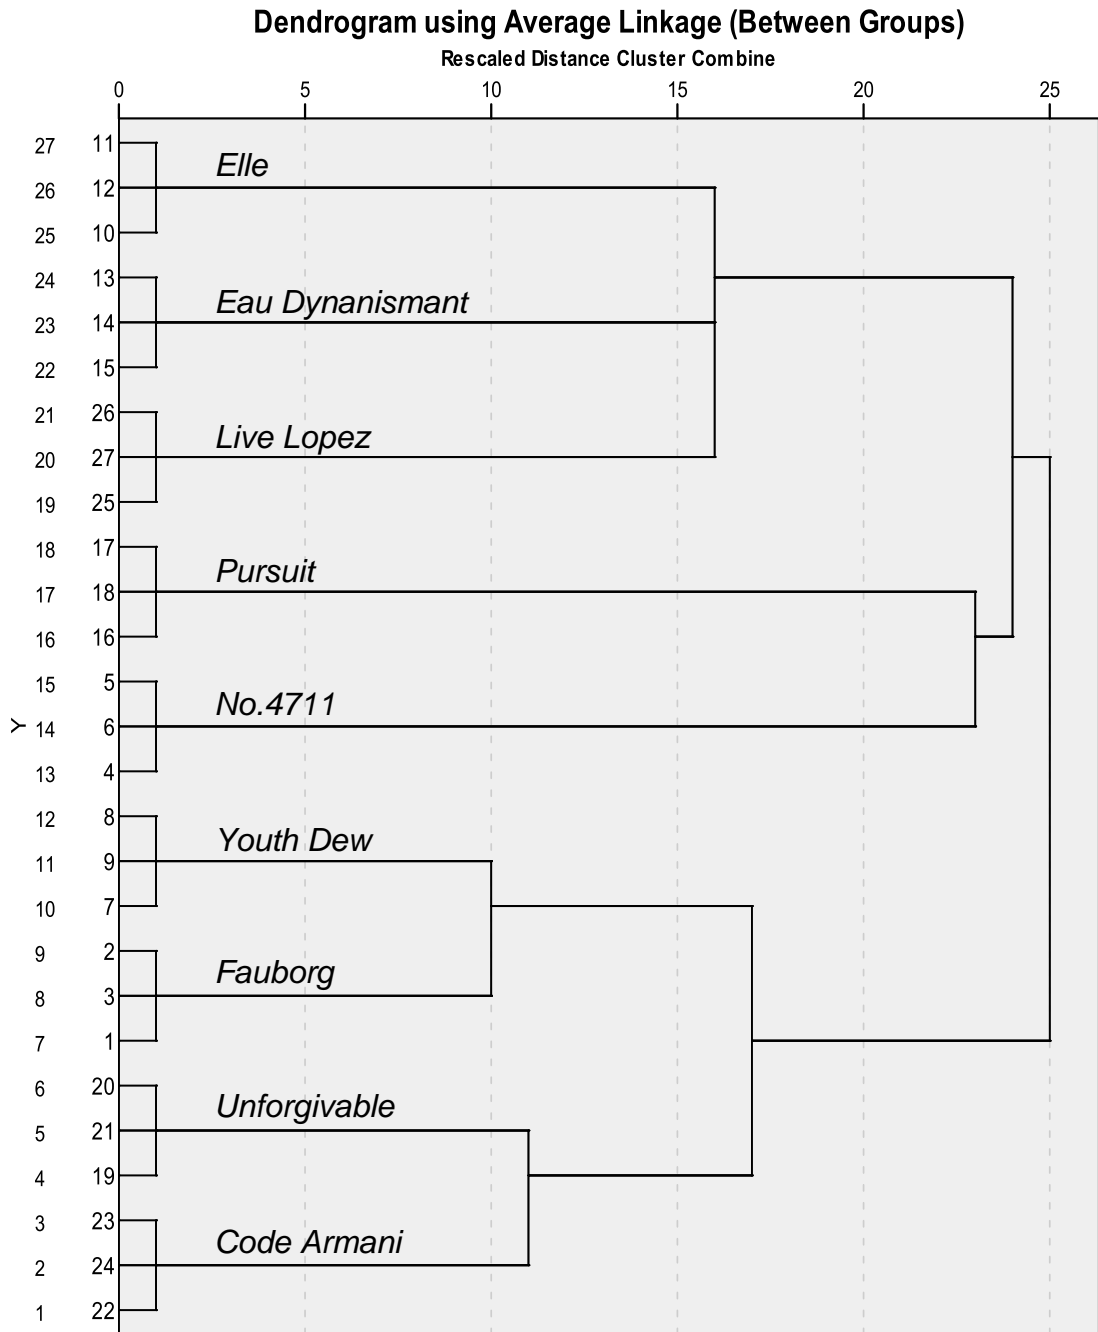 Dendrogram using Average Linkage (Between Groups)
Rescaled Distance Cluster Combine
0 5 10 15 20 25
27 11
Elle
26 12
25 10
24 13
Eau Dynanismant
23 14
22 15
21 26
Live Lopez
20 27
19 25
18 17
Pursuit
17 18
16 16
15 5
No.4711
Y
14 6
13 4
12 8
Youth Dew
11 9
10 7
9 2
Fauborg
8 3
7 1
6 20
Unforgivable
5 21
4 19
3 23
Code Armani
2 24
1 22